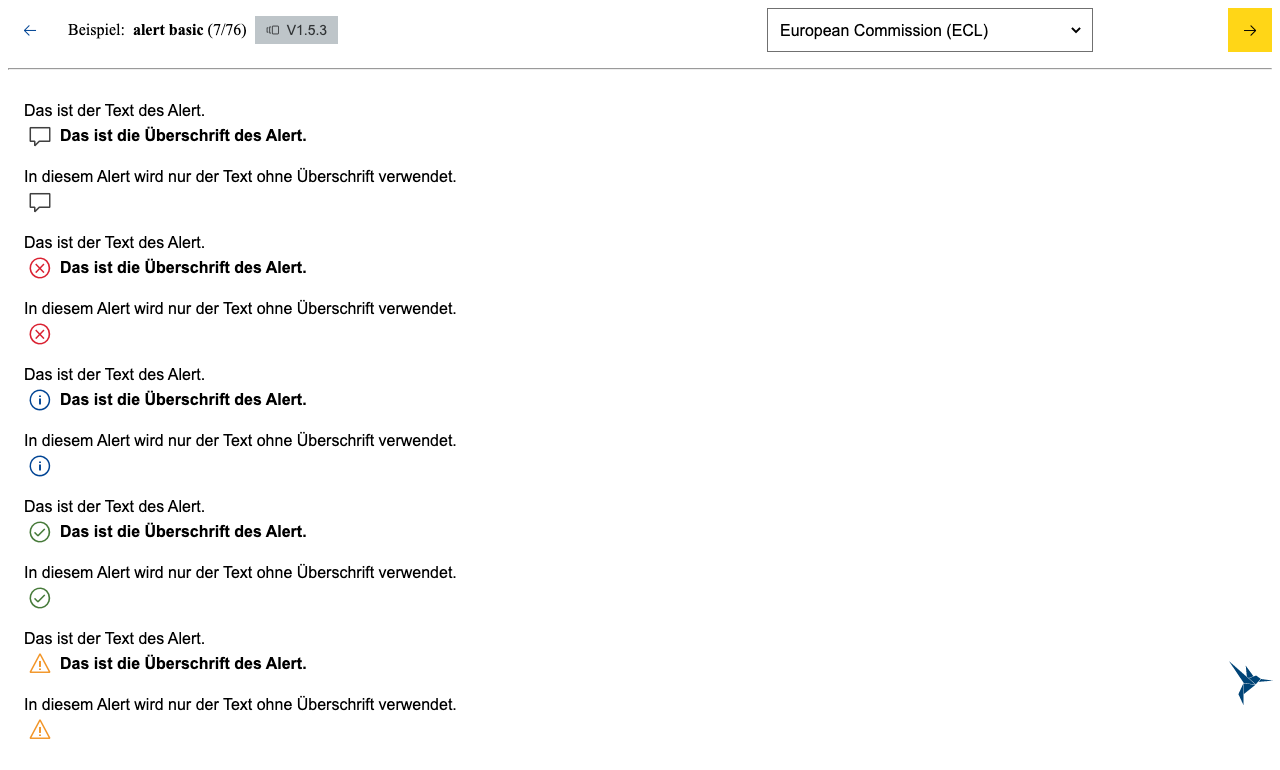 Beispiel: alert basic (7/76) V1.5.3 European Commission (ECL)
Das ist der Text des Alert.
Das ist die Überschrift des Alert.
In diesem Alert wird nur der Text ohne Überschrift verwendet.
Das ist der Text des Alert.
Das ist die Überschrift des Alert.
In diesem Alert wird nur der Text ohne Überschrift verwendet.
Das ist der Text des Alert.
Das ist die Überschrift des Alert.
In diesem Alert wird nur der Text ohne Überschrift verwendet.
Das ist der Text des Alert.
Das ist die Überschrift des Alert.
In diesem Alert wird nur der Text ohne Überschrift verwendet.
Das ist der Text des Alert.
Das ist die Überschrift des Alert.
In diesem Alert wird nur der Text ohne Überschrift verwendet.